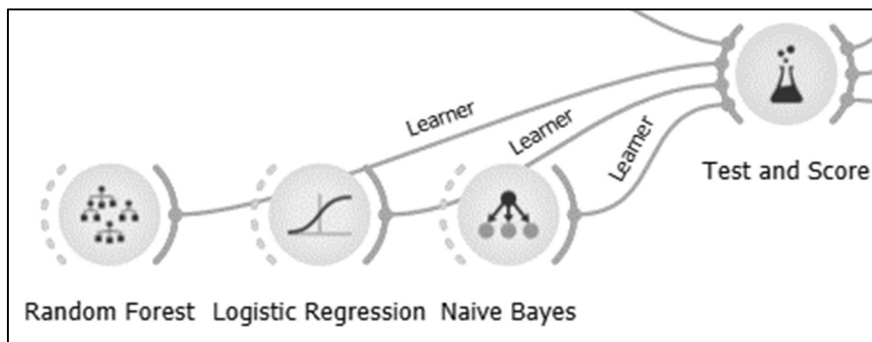 Learner
Learner
Learner
Test and Score
Random Forest
Logistic Regression
Naive Bayes